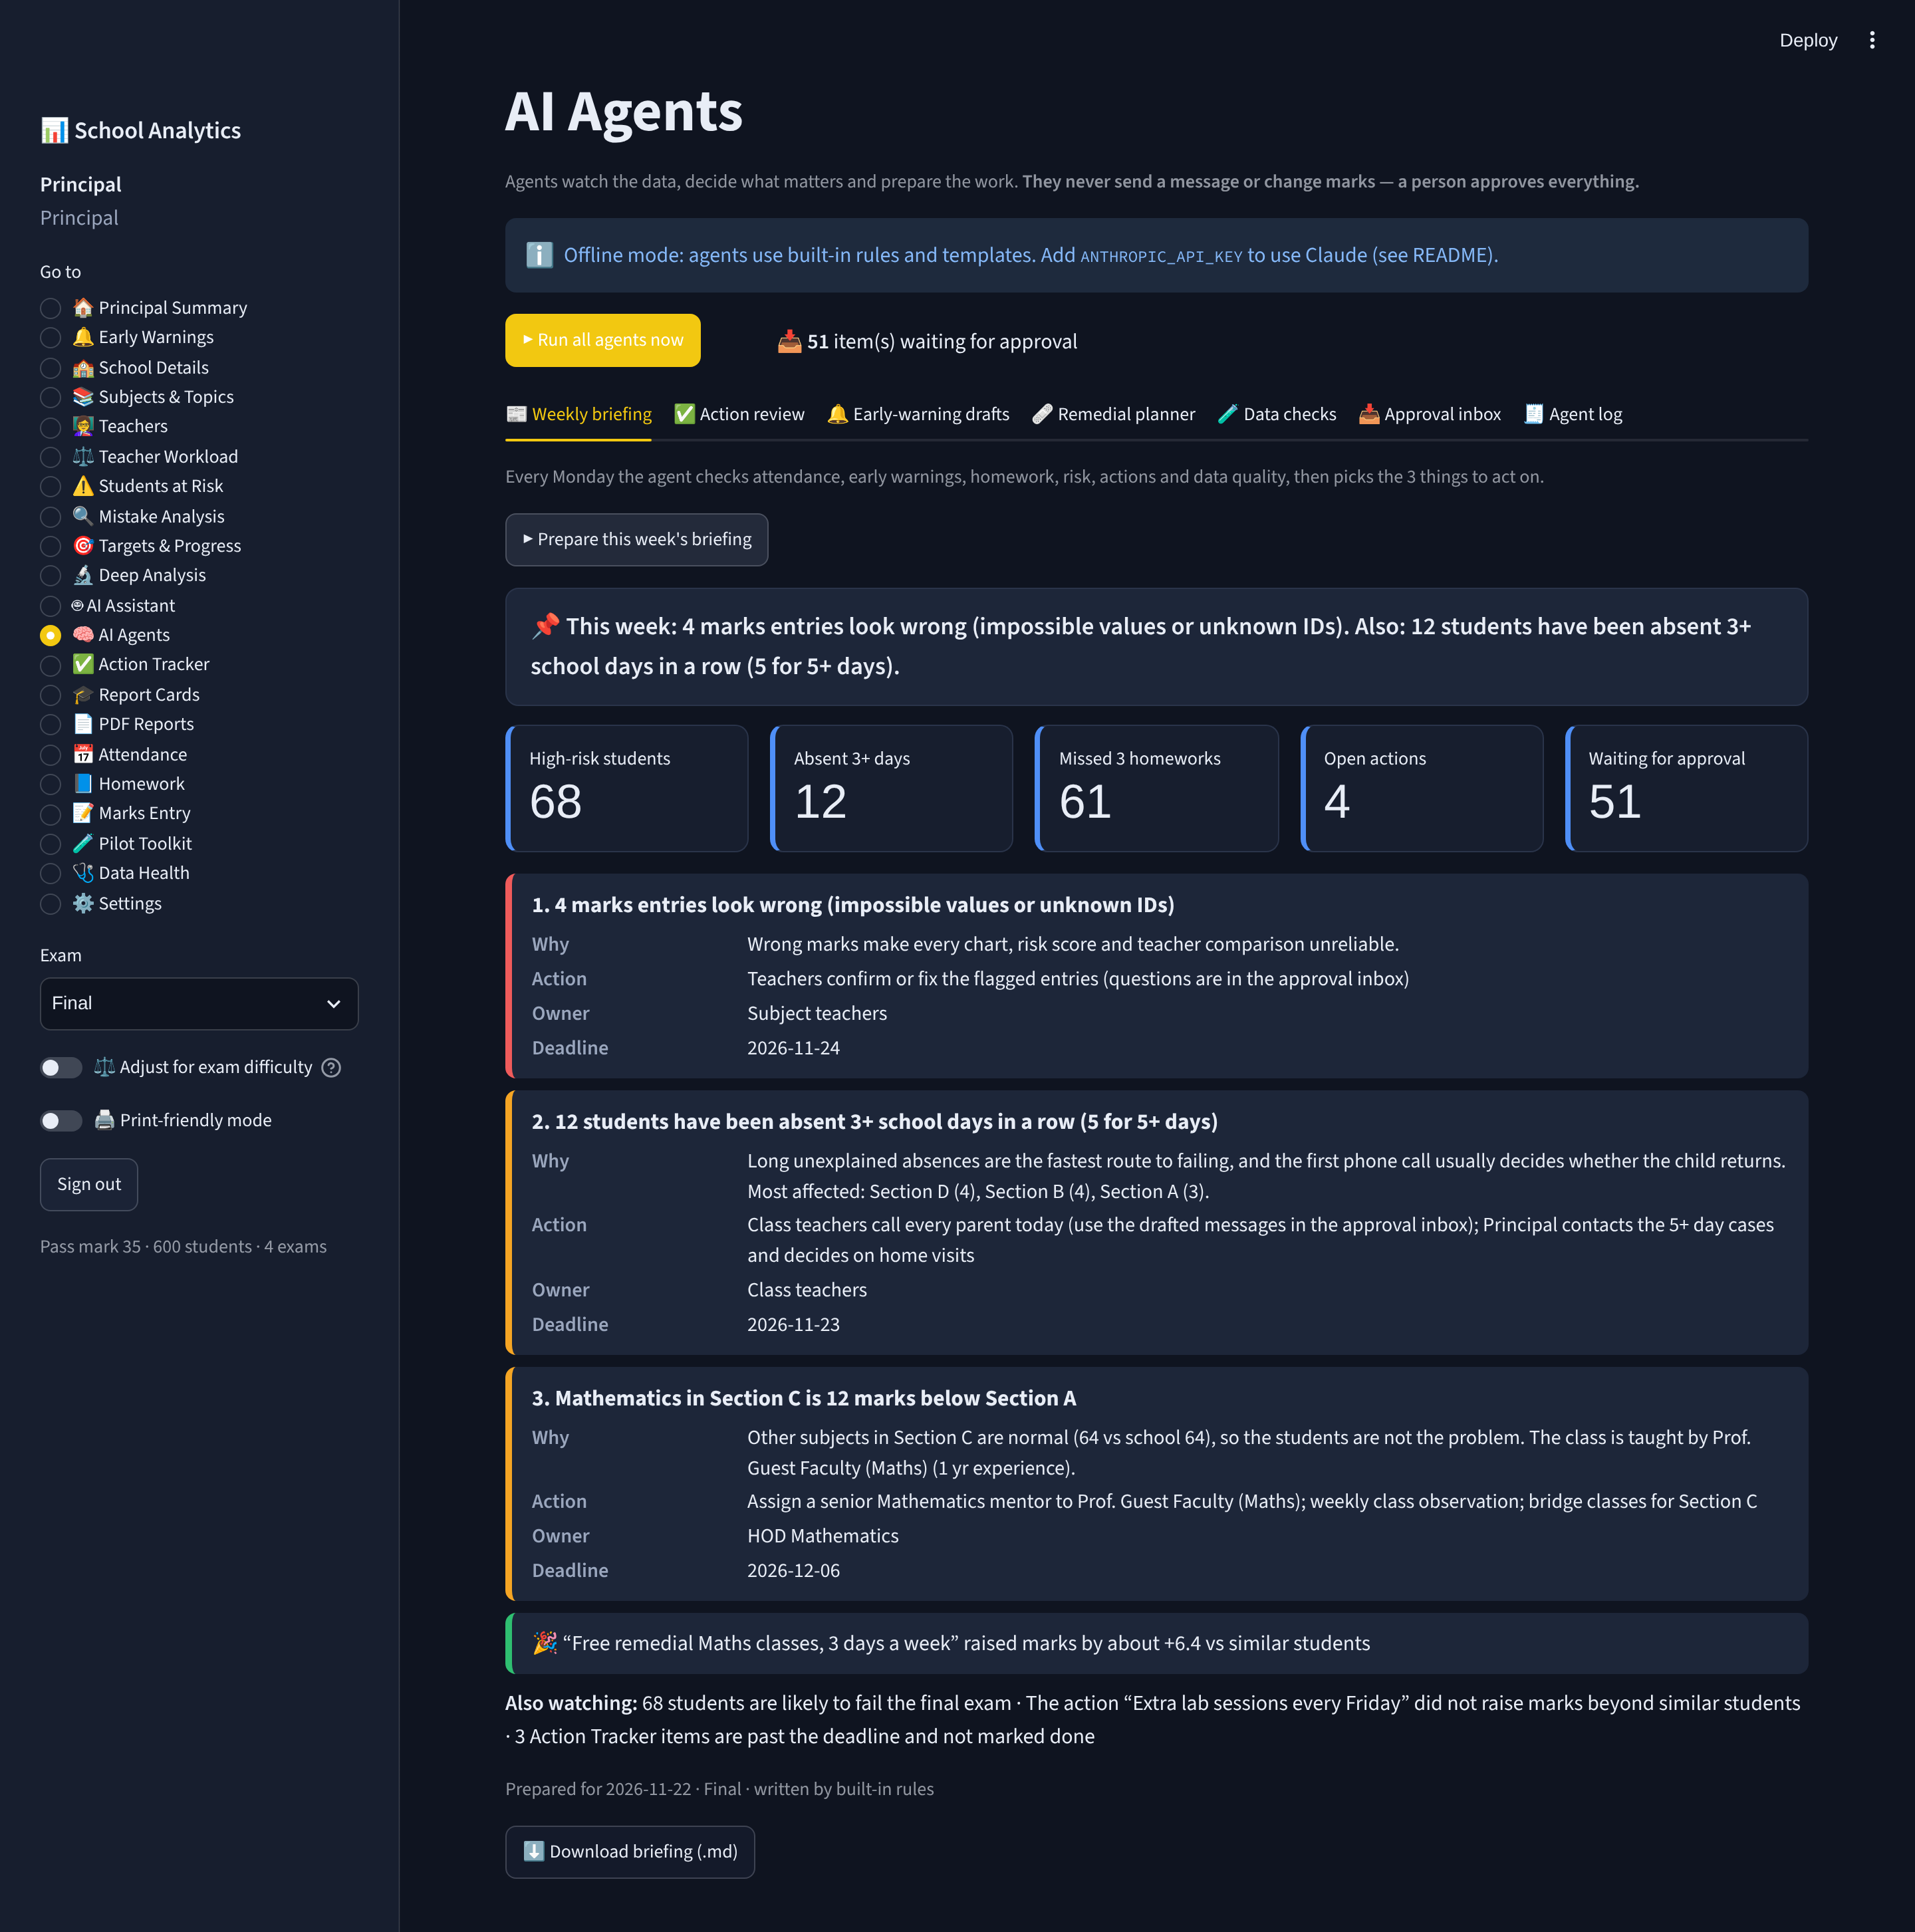 Deploy
📊 School Analytics
Principal
Principal
Go to
🏠 Principal Summary
🔔 Early Warnings
🏫 School Details
📚 Subjects & Topics
👩‍🏫 Teachers
⚖️ Teacher Workload
⚠️ Students at Risk
🔍 Mistake Analysis
🎯 Targets & Progress
🔬 Deep Analysis
AI Assistant
🧠 AI Agents
✅ Action Tracker
🎓 Report Cards
📄 PDF Reports
📅 Attendance
📘 Homework
📝 Marks Entry
🧪 Pilot Toolkit
🩺 Data Health
⚙️ Settings
Exam
Final
⚖️ Adjust for exam difficulty
🖨️ Print-friendly mode
Sign out
Pass mark 35 · 600 students · 4 exams
AI Agents
Agents watch the data, decide what matters and prepare the work. They never send a message or change marks — a person approves everything.
ℹ️ Offline mode: agents use built-in rules and templates. Add ANTHROPIC_API_KEY to use Claude (see README).
▶ Run all agents now
📥 51 item(s) waiting for approval
📰 Weekly briefing ✅ Action review 🔔 Early-warning drafts 🩹 Remedial planner 🧪 Data checks 📥 Approval inbox 🧾 Agent log
Every Monday the agent checks attendance, early warnings, homework, risk, actions and data quality, then picks the 3 things to act on.
▶ Prepare this week's briefing
📌 This week: 4 marks entries look wrong (impossible values or unknown IDs). Also: 12 students have been absent 3+
school days in a row (5 for 5+ days).
High-risk students
68
Absent 3+ days
12
Missed 3 homeworks
61
Open actions
4
Waiting for approval
51
1. 4 marks entries look wrong (impossible values or unknown IDs)
Why Wrong marks make every chart, risk score and teacher comparison unreliable.
Action Teachers confirm or fix the flagged entries (questions are in the approval inbox)
Owner Subject teachers
Deadline 2026-11-24
2. 12 students have been absent 3+ school days in a row (5 for 5+ days)
Why Long unexplained absences are the fastest route to failing, and the first phone call usually decides whether the child returns.
Most affected: Section D (4), Section B (4), Section A (3).
Action Class teachers call every parent today (use the drafted messages in the approval inbox); Principal contacts the 5+ day cases
and decides on home visits
Owner Class teachers
Deadline 2026-11-23
3. Mathematics in Section C is 12 marks below Section A
Why Other subjects in Section C are normal (64 vs school 64), so the students are not the problem. The class is taught by Prof.
Guest Faculty (Maths) (1 yr experience).
Action Assign a senior Mathematics mentor to Prof. Guest Faculty (Maths); weekly class observation; bridge classes for Section C
Owner HOD Mathematics
Deadline 2026-12-06
🎉 “Free remedial Maths classes, 3 days a week” raised marks by about +6.4 vs similar students
Also watching: 68 students are likely to fail the final exam · The action “Extra lab sessions every Friday” did not raise marks beyond similar students
· 3 Action Tracker items are past the deadline and not marked done
Prepared for 2026-11-22 · Final · written by built-in rules
⬇️ Download briefing (.md)